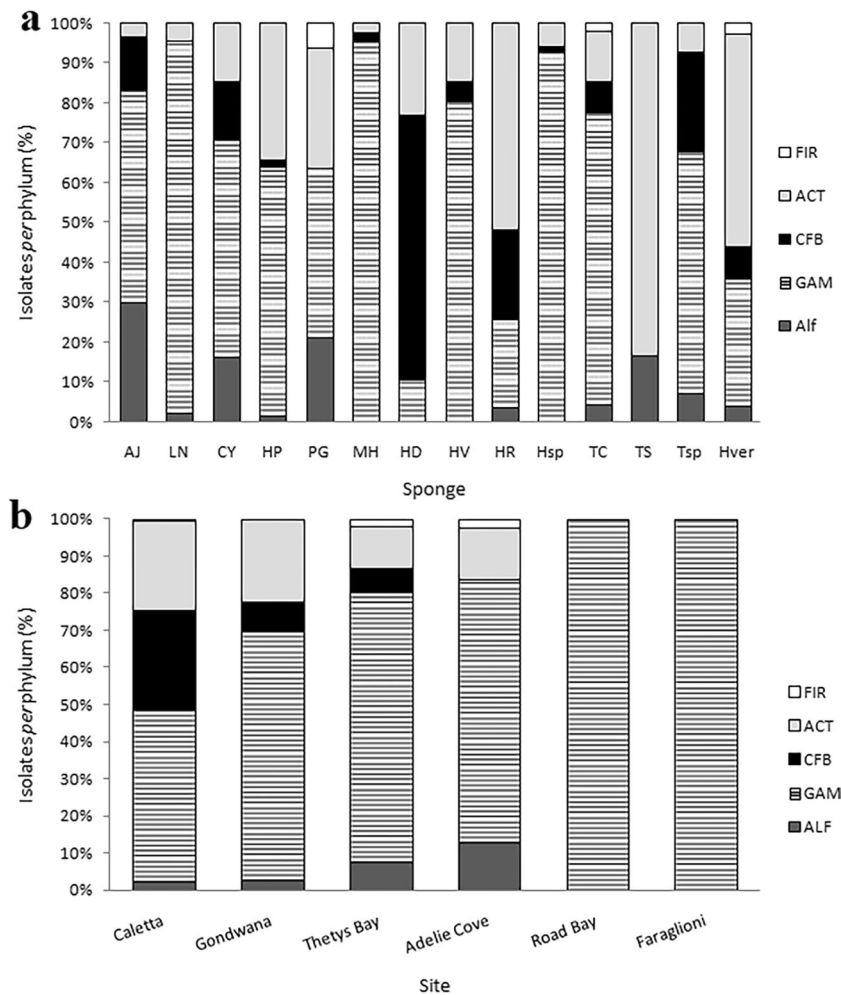 a
100%
90%
80%
70%
60%
50%
40%
30%
20%
10%
0%
Isolates per phylum (%)
AJ LN CY HP PG MH HD HV HR Hsp TC TS Tsp Hver
Sponge
FIR
ACT
CFB
GAM
Alf
b
100%
90%
80%
70%
60%
50%
40%
30%
20%
10%
0%
Isolates per phylum (%)
Caletta Gondwana Thetys Bay Adelie Cove Road Bay Faraglioni
Site
FIR
ACT
CFB
GAM
ALF